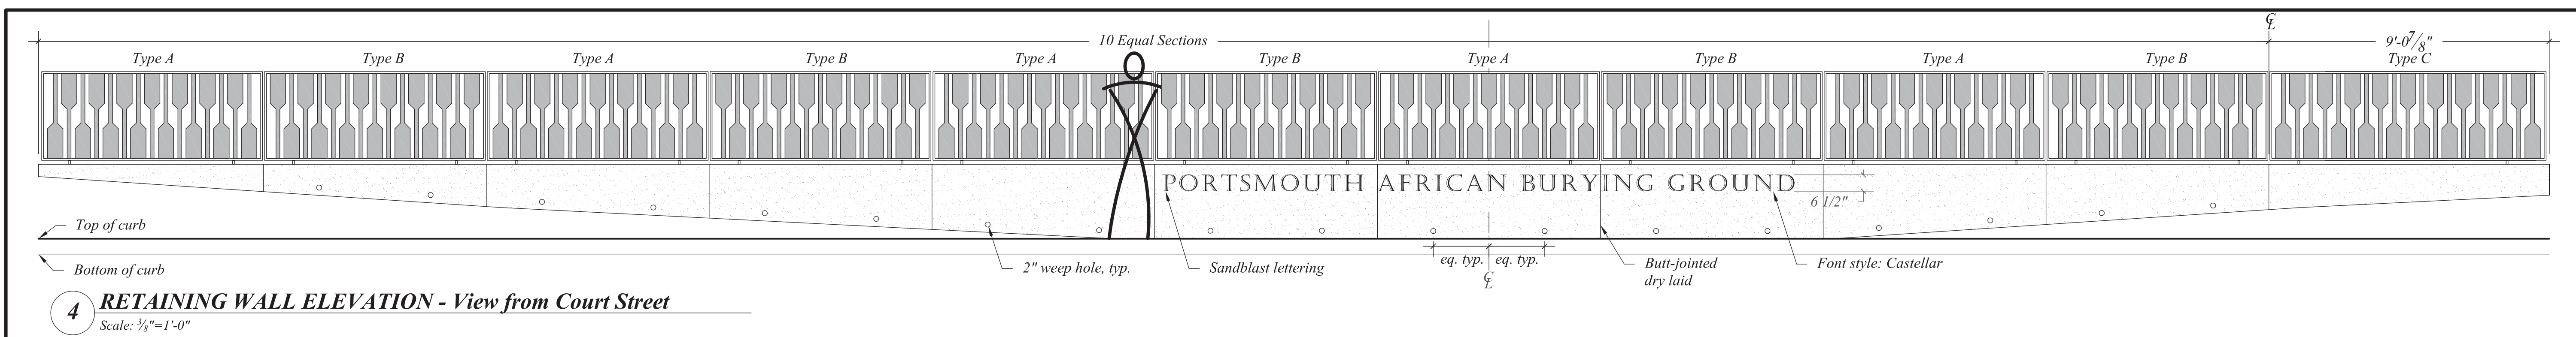 ℄
10 Equal Sections
9'-0 7/8"
Type A Type B Type A Type B Type A Type B Type A Type B Type A Type B Type C
PORTSMOUTH AFRICAN BURYING GROUND
6 1/2"
Top of curb
Bottom of curb
2" weep hole, typ.
Sandblast lettering
eq. typ. eq. typ.
℄
Butt-jointed
dry laid
Font style: Castellar
4
RETAINING WALL ELEVATION - View from Court Street
Scale: 3/8"=1'-0"